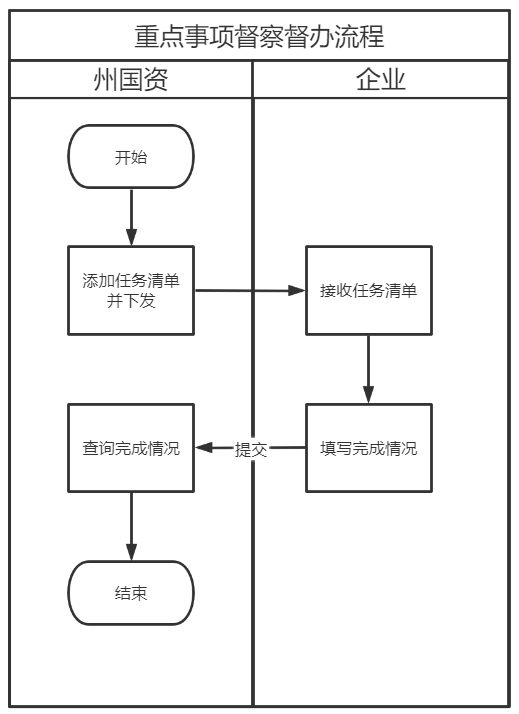 重点事项督察督办流程
州国资
企业
开始
添加任务清单
并下发
接收任务清单
查询完成情况
提交
填写完成情况
结束